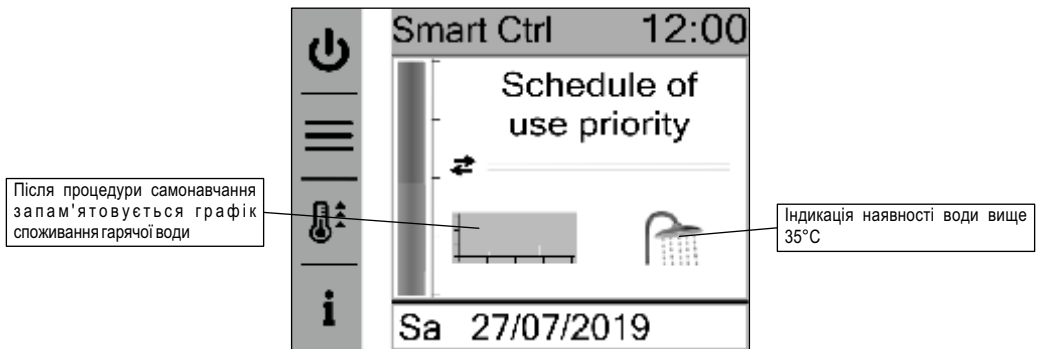 Smart Ctrl 12:00
Schedule of
use priority
Після процедури самонавчання
запам'ятовується графік
споживання гарячої води
Індикація наявності води вище
35°C
i
Sa 27/07/2019